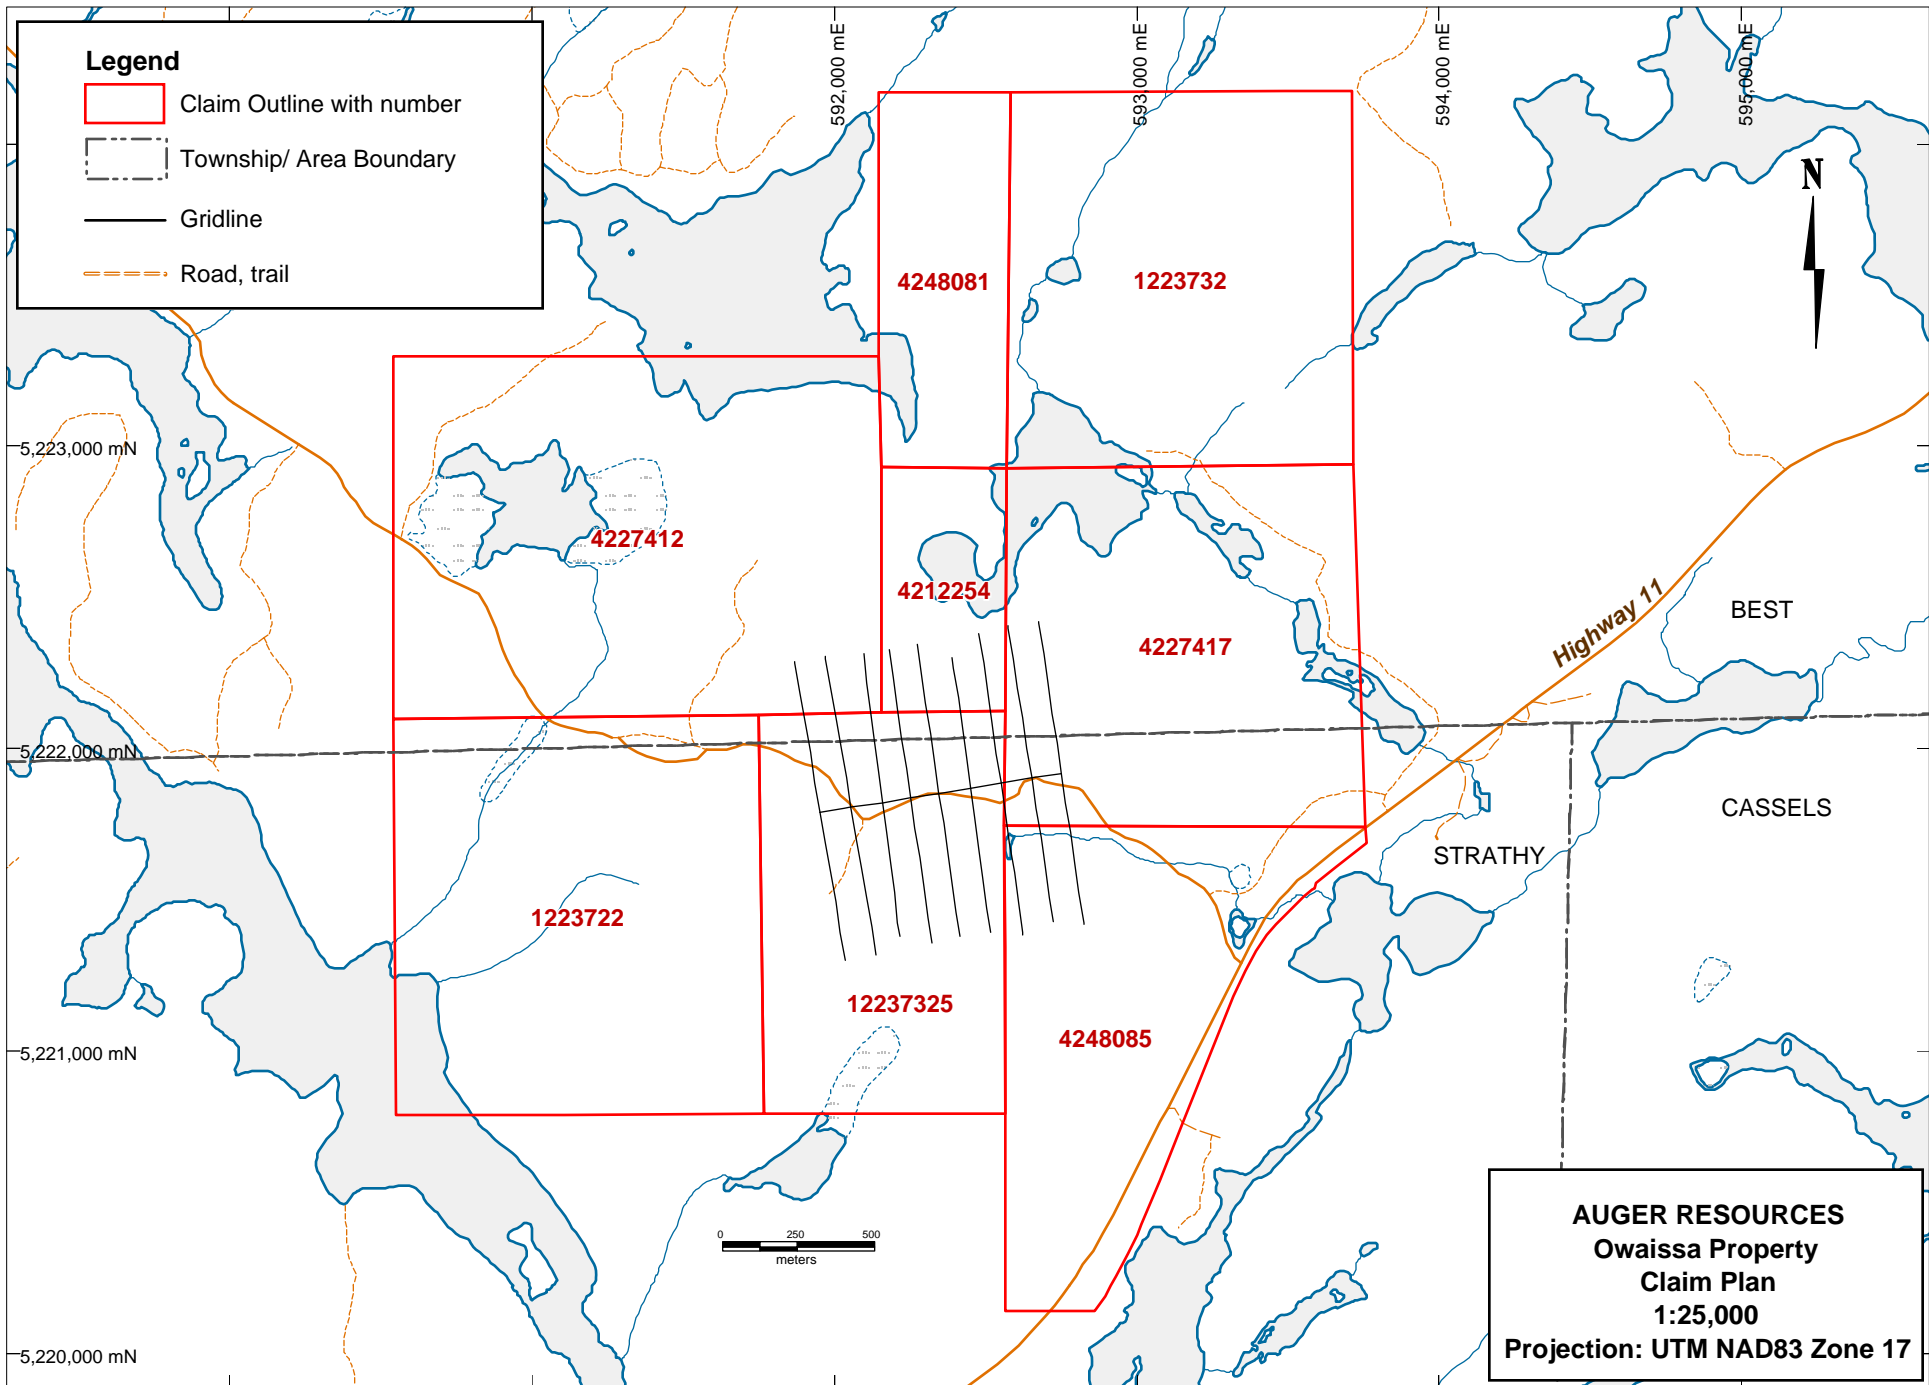 Legend
Claim Outline with number
Township/ Area Boundary
Gridline
Road, trail
592,000 mE
593,000 mE
594,000 mE
595,000 mE
N
4248081
1223732
5,223,000 mN
4227412
4212254
4227417
Highway 11
BEST
5,222,000 mN
CASSELS
STRATHY
1223722
12237325
4248085
5,221,000 mN
0 250 500
meters
5,220,000 mN
AUGER RESOURCES
Owaissa Property
Claim Plan
1:25,000
Projection: UTM NAD83 Zone 17